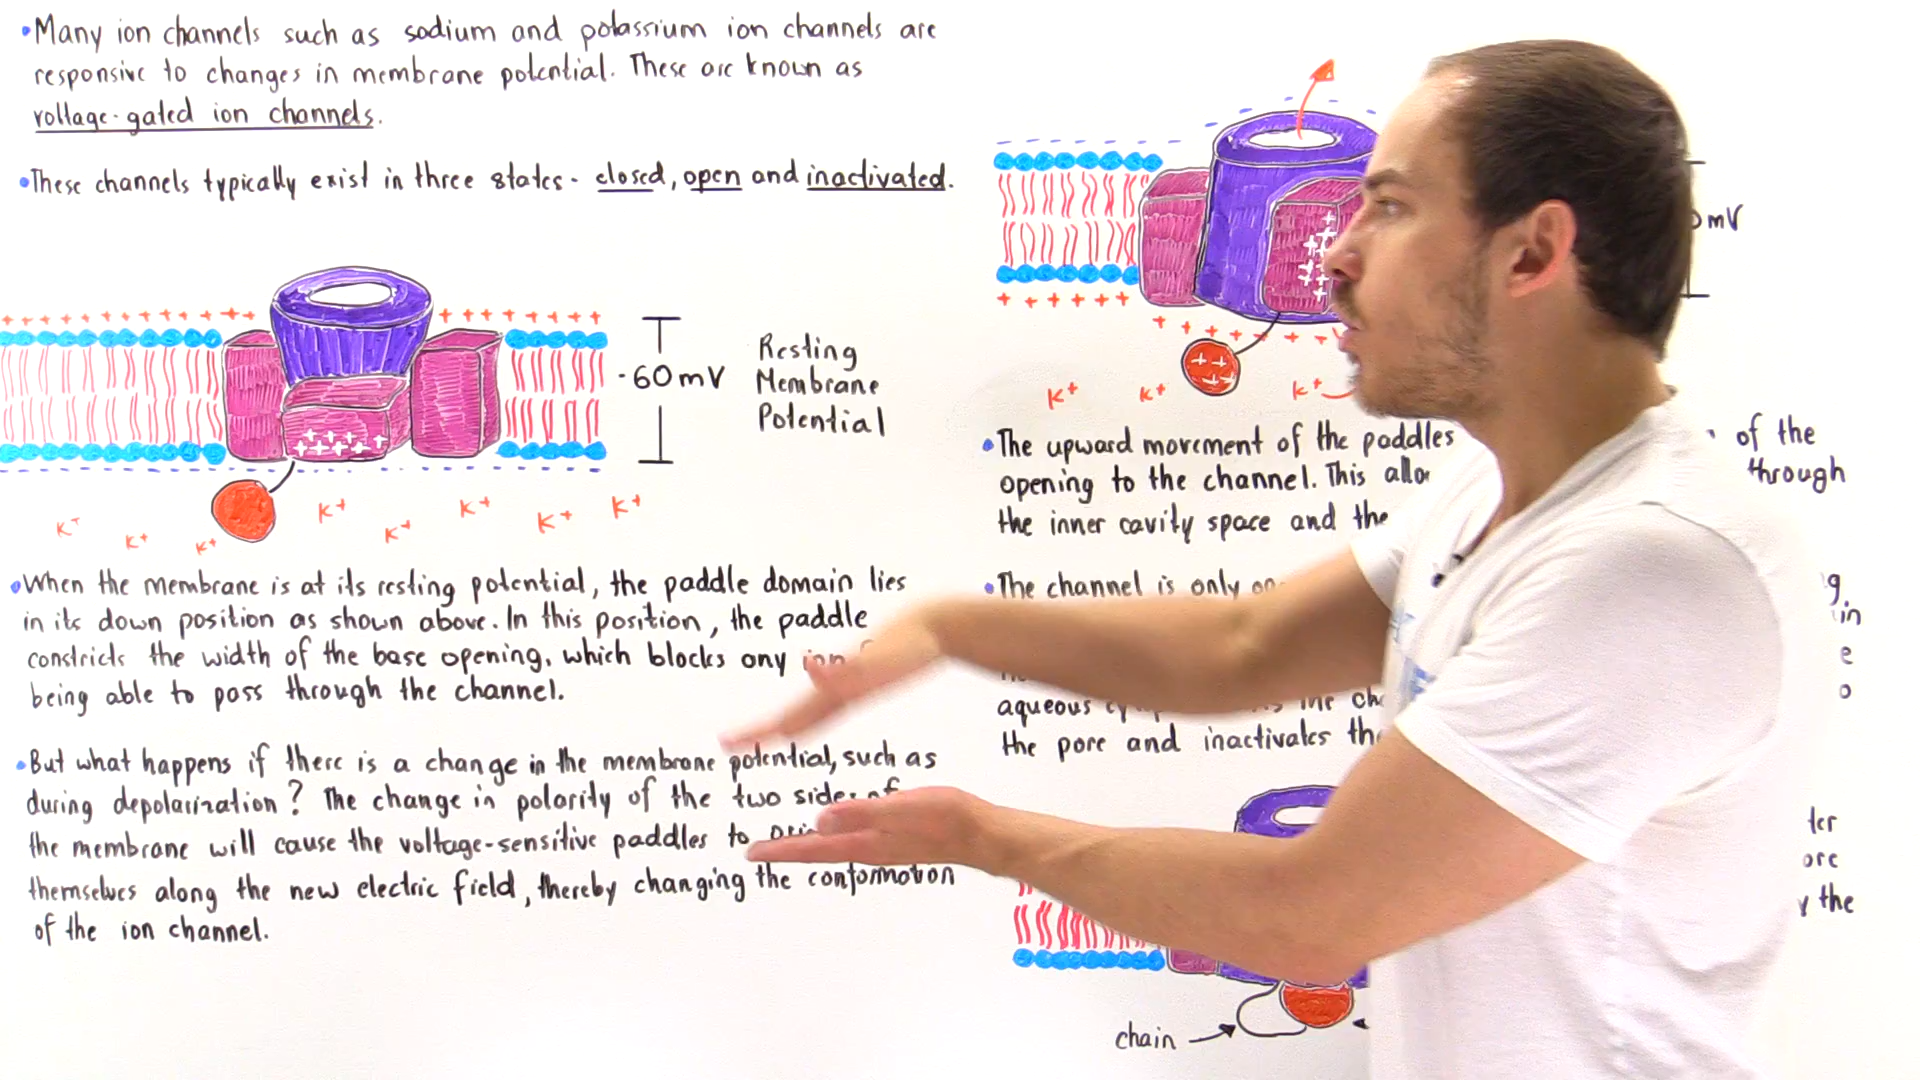 •Many ion channels such as sodium and potassium ion channels are
responsive to changes in membrane potential. These are known as
voltage-gated ion channels.
•These channels typically exist in three states - closed, open and inactivated.
+ + + + + + + + + + + + + + + + + + + + + + + +
-60mV
Resting
Membrane
Potential
+ + + + + + + +
K+ K+ K+ K+ K+ K+ K+ K+
•When the membrane is at its resting potential, the paddle domain lies
in its down position as shown above. In this position, the paddle
constricts the width of the base opening, which blocks any ion
being able to pass through the channel.
•But what happens if there is a change in the membrane potential, such as
during depolarization? The change in polarity of the two sides of
the membrane will cause the voltage-sensitive paddles to
themselves along the new electric field, thereby changing the conformation
of the ion channel.
mV
+ + + + + +
+ + + + + +
+ + + +
K+ K+ K+
•The upward movement of the paddles of the
opening to the channel. This through
the inner cavity space and the
•The channel is only
in
e
o
aqueous
the pore and inactivates
ore
the
chain